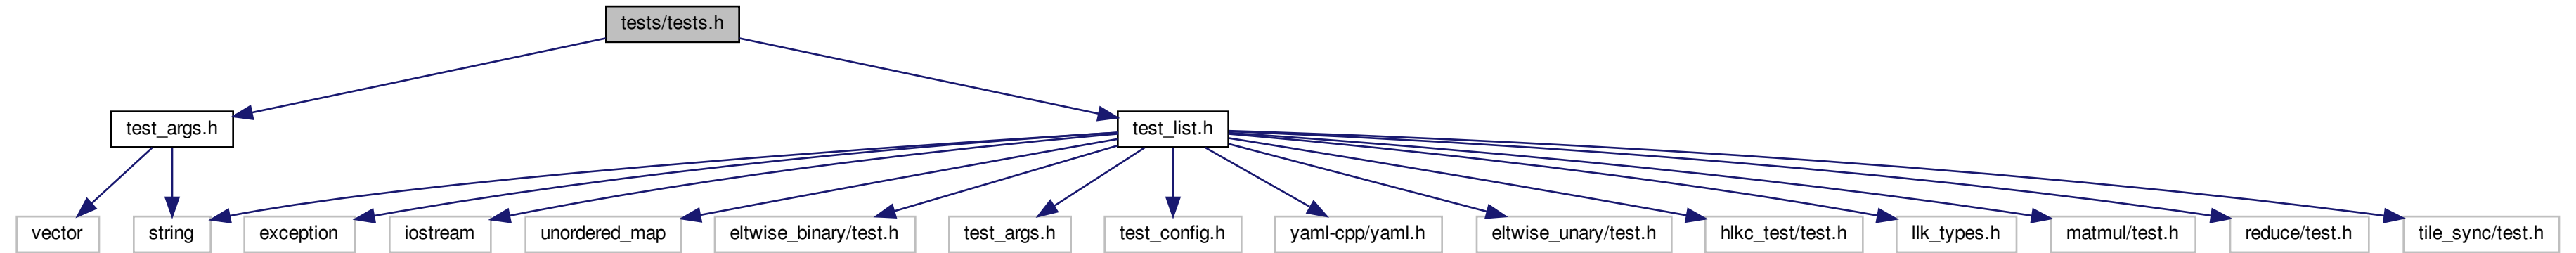 tests/tests.h
test_args.h
test_list.h
vector
string
exception
iostream
unordered_map
eltwise_binary/test.h
test_args.h
test_config.h
yaml-cpp/yaml.h
eltwise_unary/test.h
hlkc_test/test.h
llk_types.h
matmul/test.h
reduce/test.h
tile_sync/test.h